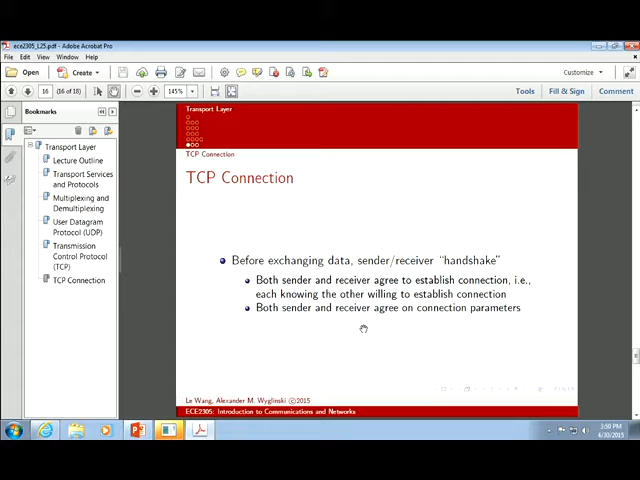 ece2305_L25.pdf - Adobe Acrobat Pro
File Edit View Window Help
Open
Create
Customize
16 (16 of 18)
145%
Tools
Fill & Sign
Comment
Bookmarks
Transport Layer
Lecture Outline
Transport Services
and Protocols
Multiplexing and
Demultiplexing
User Datagram
Protocol (UDP)
Transmission
Control Protocol
(TCP)
TCP Connection
Transport Layer
TCP Connection
TCP Connection
Before exchanging data, sender/receiver "handshake"
Both sender and receiver agree to establish connection, i.e.,
each knowing the other willing to establish connection
Both sender and receiver agree on connection parameters
Le Wang, Alexander M. Wyglinski ©2015
ECE2305: Introduction to Communications and Networks
3:50 PM
6/30/2015